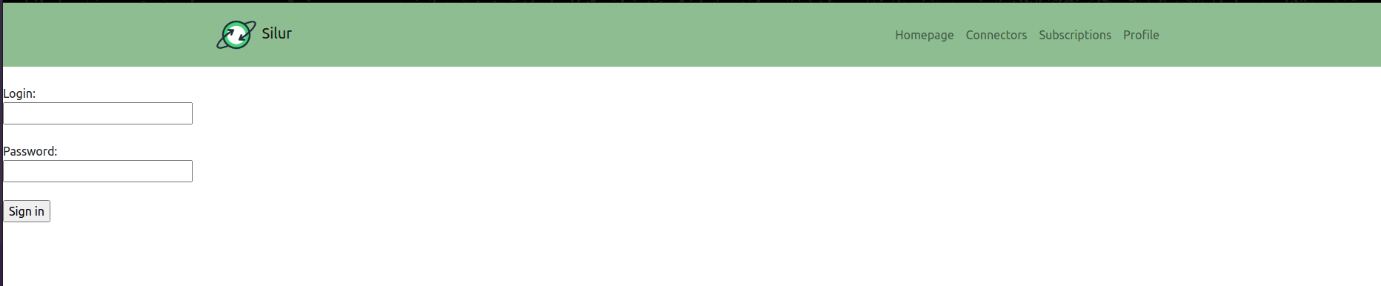 Silur
Homepage Connectors Subscriptions Profile
Login:
Password:
Sign in